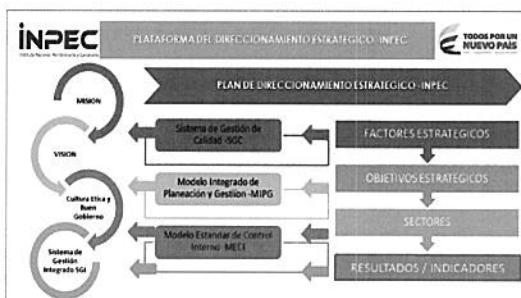 INPEC
PLATAFORMA DEL DIRECCIONAMIENTO ESTRATEGICO - INPEC
TODOS POR UN
NUEVO PAÍS
PLAN DE DIRECCIONAMIENTO ESTRATEGICO -INPEC
MISION
VISION
Cultura Etica y
Buen
Gobierno
Sistema de
Gestión
Integrado SGI
Sistema de Gestión de
Calidad -SGC
Modelo Integrado de
Planeación y Gestión -MIPG
Modelo Estandar de Control
Interno -MECI
FACTORES ESTRATEGICOS
OBJETIVOS ESTRATEGICOS
SECTORES
RESULTADOS / INDICADORES